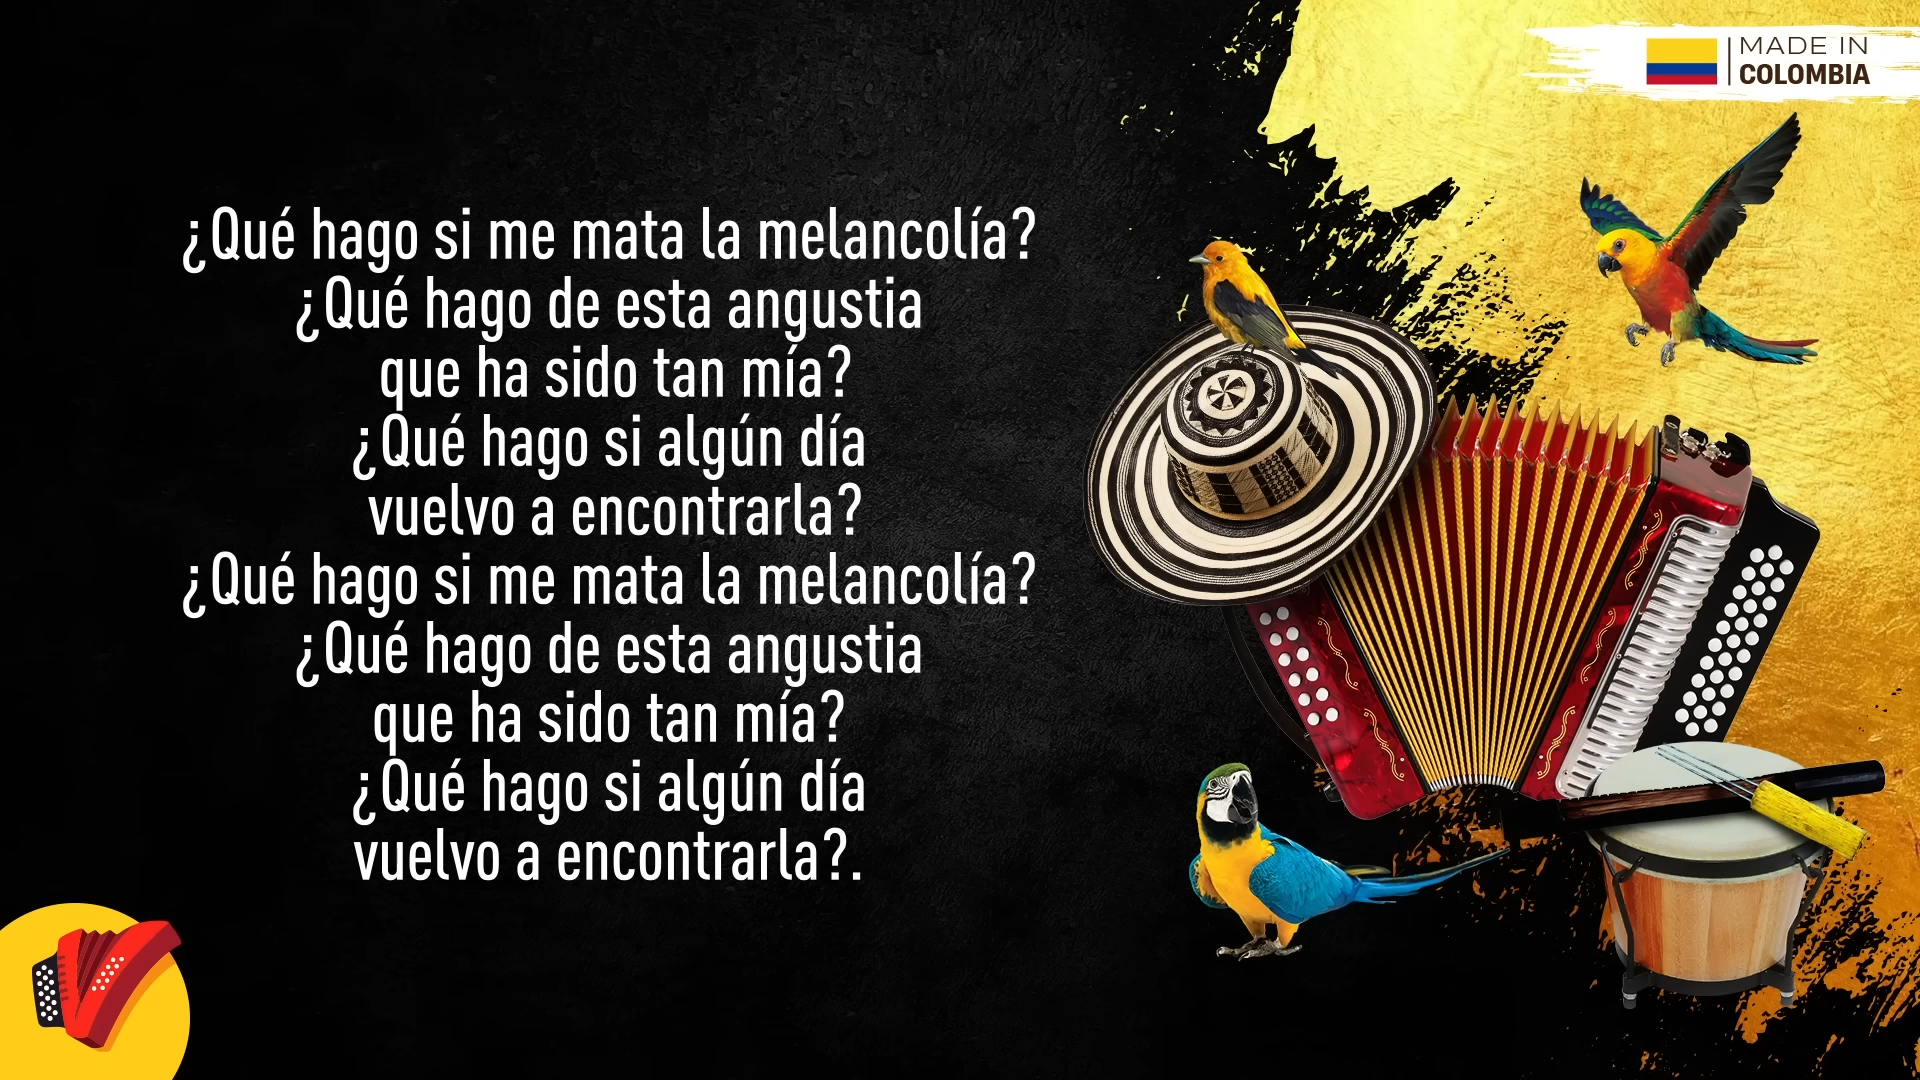 MADE IN
COLOMBIA
¿Qué hago si me mata la melancolía?
¿Qué hago de esta angustia
que ha sido tan mía?
¿Qué hago si algún día
vuelvo a encontrarla?
¿Qué hago si me mata la melancolía?
¿Qué hago de esta angustia
que ha sido tan mía?
¿Qué hago si algún día
vuelvo a encontrarla?.